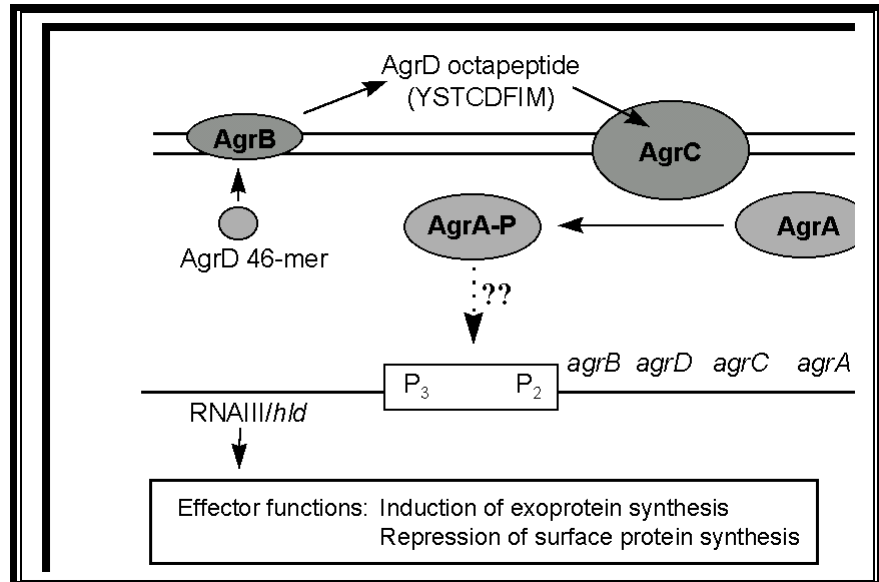 AgrD octapeptide
(YSTCDFIM)
AgrB
AgrC
AgrA-P
AgrA
AgrD 46-mer
??
agrB agrD agrC agrA
P3 P2
RNAIII/hld
Effector functions: Induction of exoprotein synthesis
Repression of surface protein synthesis